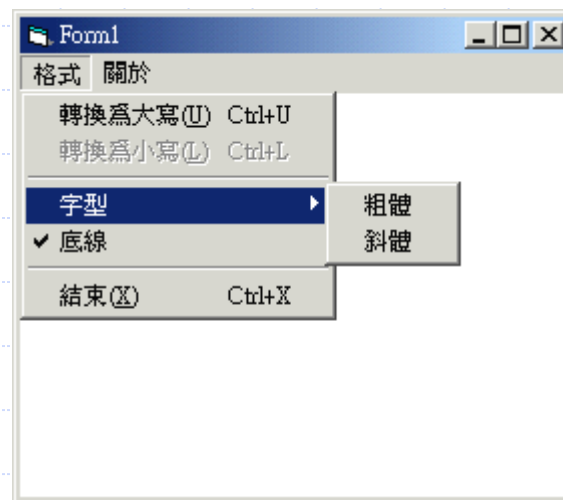 Form1
格式 關於
轉換爲大寫(U) Ctrl+U
轉換爲小寫(L) Ctrl+L
字型 粗體
底線 斜體
結束(X) Ctrl+X